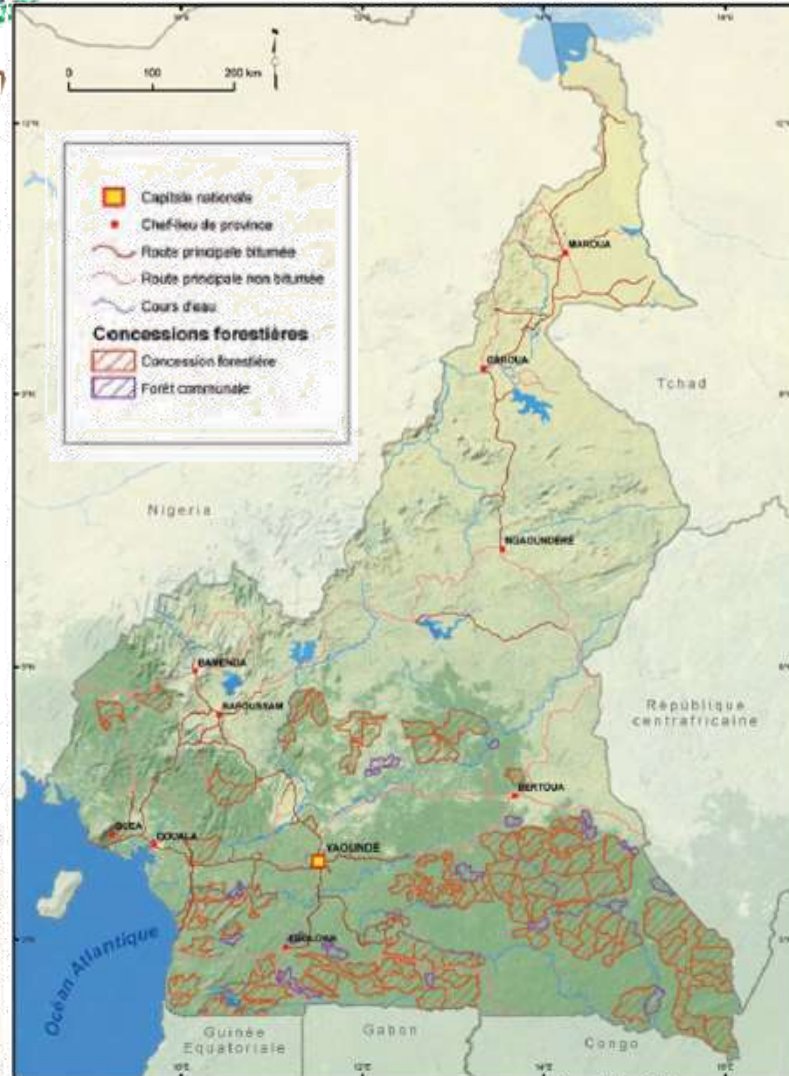 0 100 200 km
Capitale nationale
Chef-lieu de province
Route principale bitumée
Route principale non bitumée
Cours d'eau
Concessions forestières
Concession forestière
Forêt communale
MAROUA
GAROUA
Tchad
Nigeria
NGAOUNDERE
BAMENDA
BAFOUSSAM
République
centrafricaine
BERTOUA
BUEA
DOUALA
YAOUNDE
EBOLOWA
Océan Atlantique
Guinée
Equatoriale
Gabon
Congo